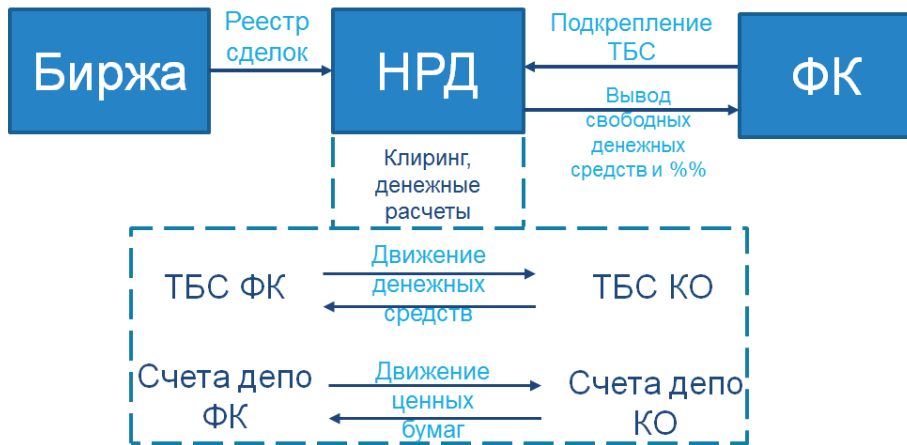 Биржа
Реестр
сделок
НРД
Подкрепление
ТБС
Вывод
свободных
денежных
средств и %%
ФК
Клиринг,
денежные
расчеты
ТБС ФК
Движение
денежных
средств
ТБС КО
Счета депо
ФК
Движение
ценных
бумаг
Счета депо
КО